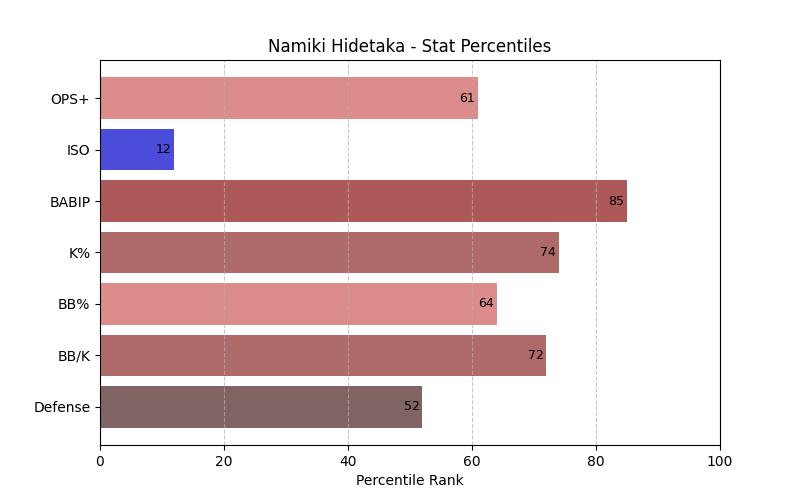 Namiki Hidetaka - Stat Percentiles
OPS+ 61
ISO 12
BABIP 85
K% 74
BB% 64
BB/K 72
Defense 52
0 20 40 60 80 100
Percentile Rank